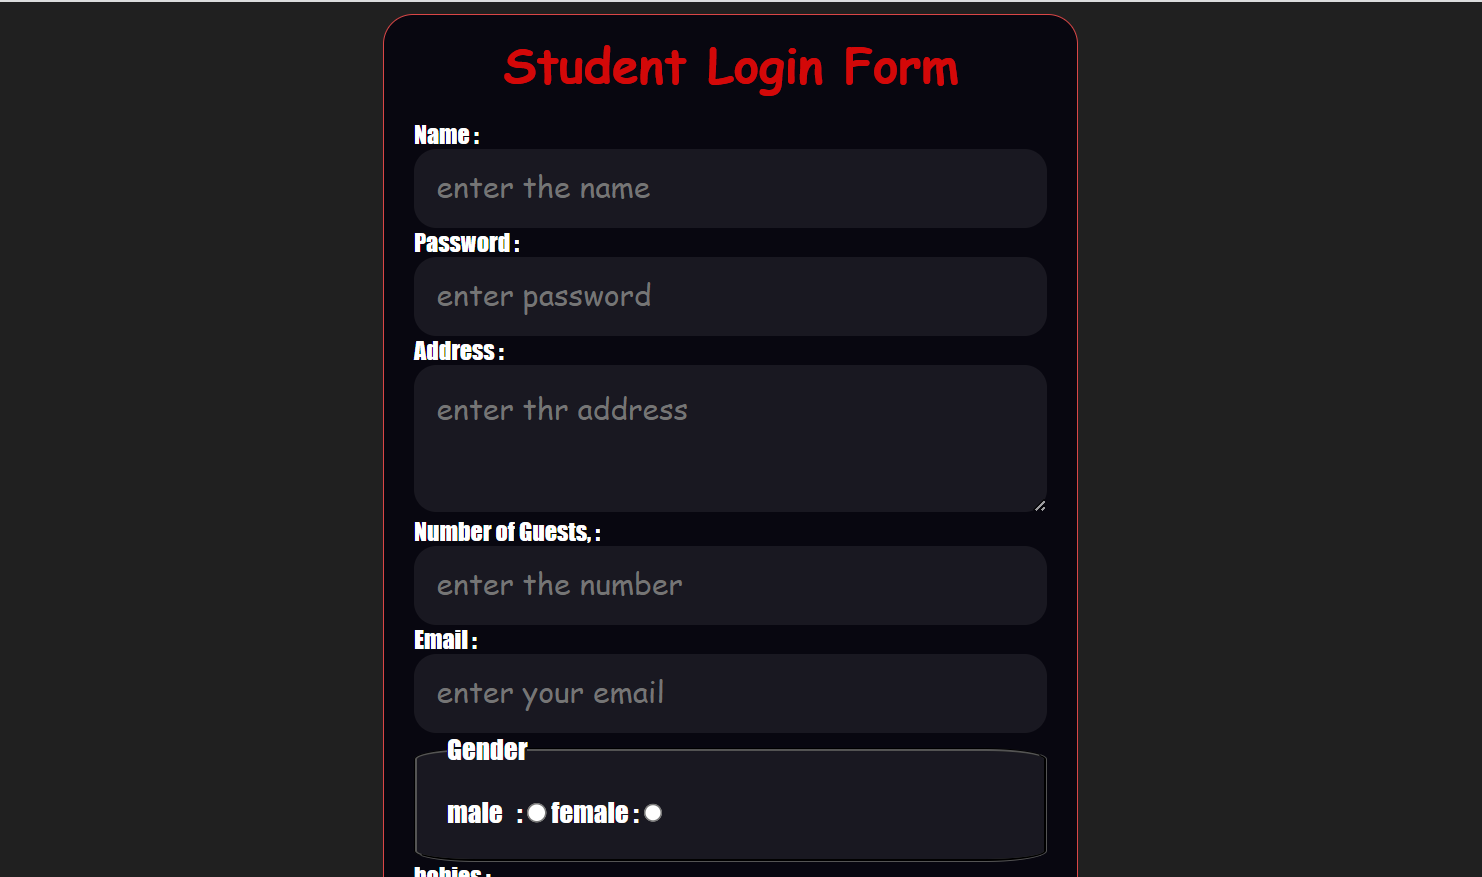 Student Login Form
Name :
enter the name
Password :
enter password
Address :
enter thr address
Number of Guests, :
enter the number
Email :
enter your email
Gender
male : female :
hobies :